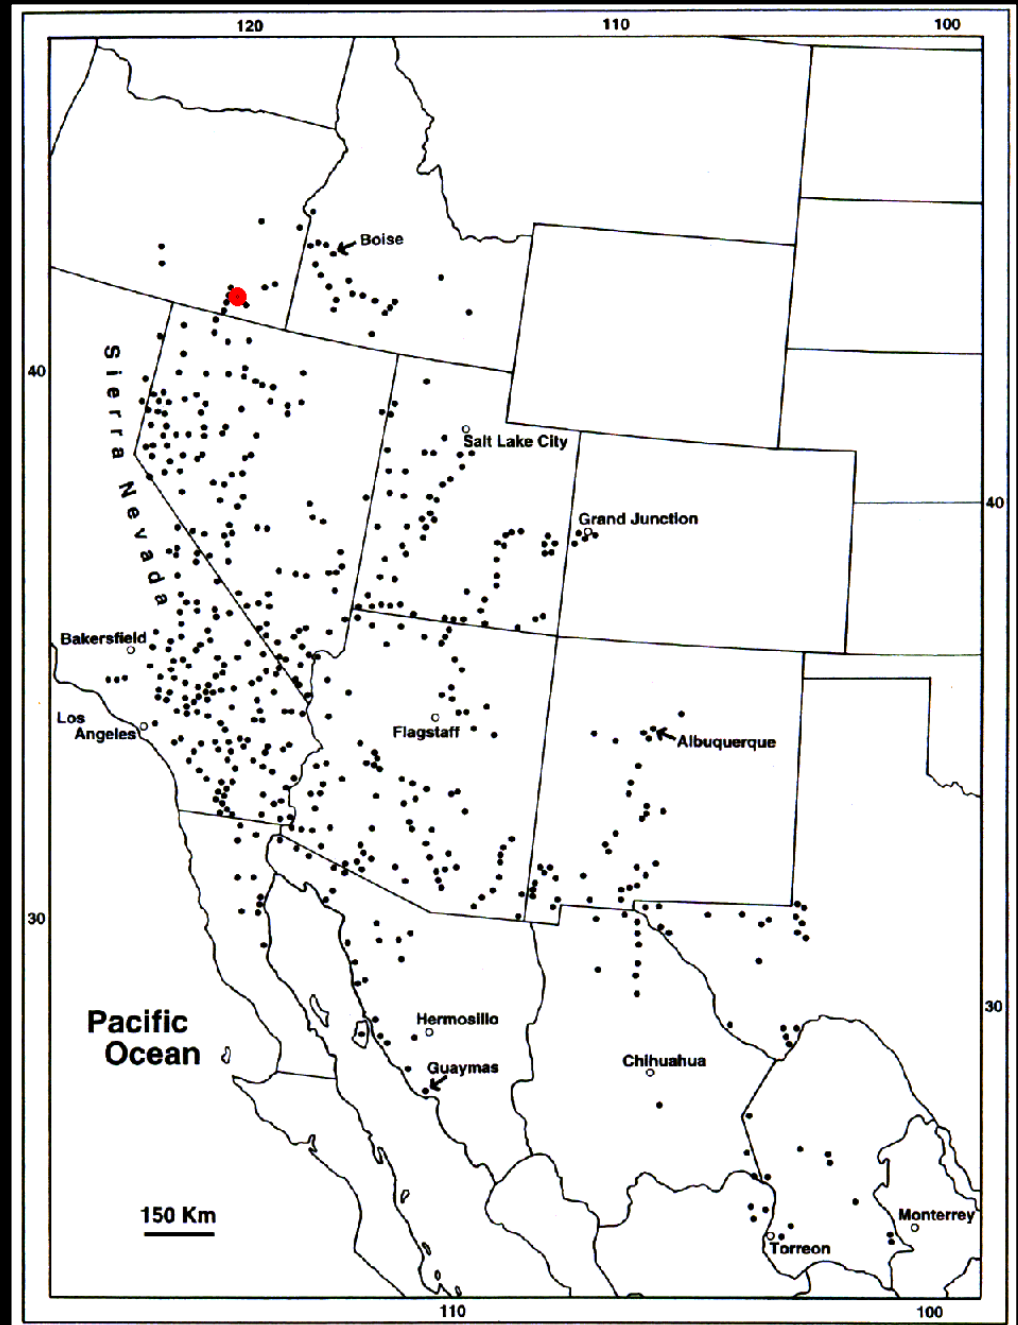 120 110 100
Boise
Sierra Nevada
40
Salt Lake City
40
Grand Junction
Bakersfield
Los
Angeles
Flagstaff
Albuquerque
30
30
Pacific
Ocean
Hermosillo
Guaymas
Chihuahua
150 Km
Monterrey
Torreon
110 100